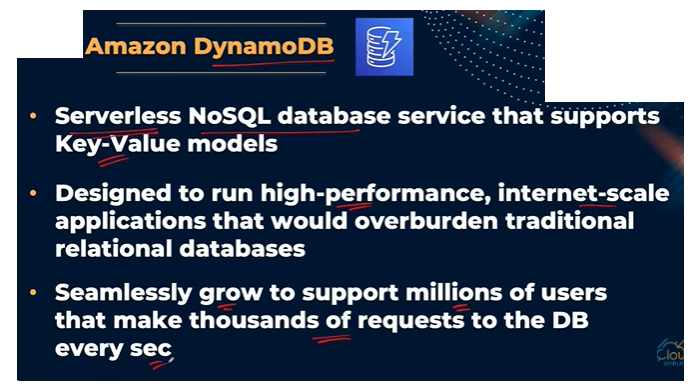 Amazon DynamoDB
• Serverless NoSQL database service that supports
Key-Value models
• Designed to run high-performance, internet-scale
applications that would overburden traditional
relational databases
• Seamlessly grow to support millions of users
that make thousands of requests to the DB
every sec